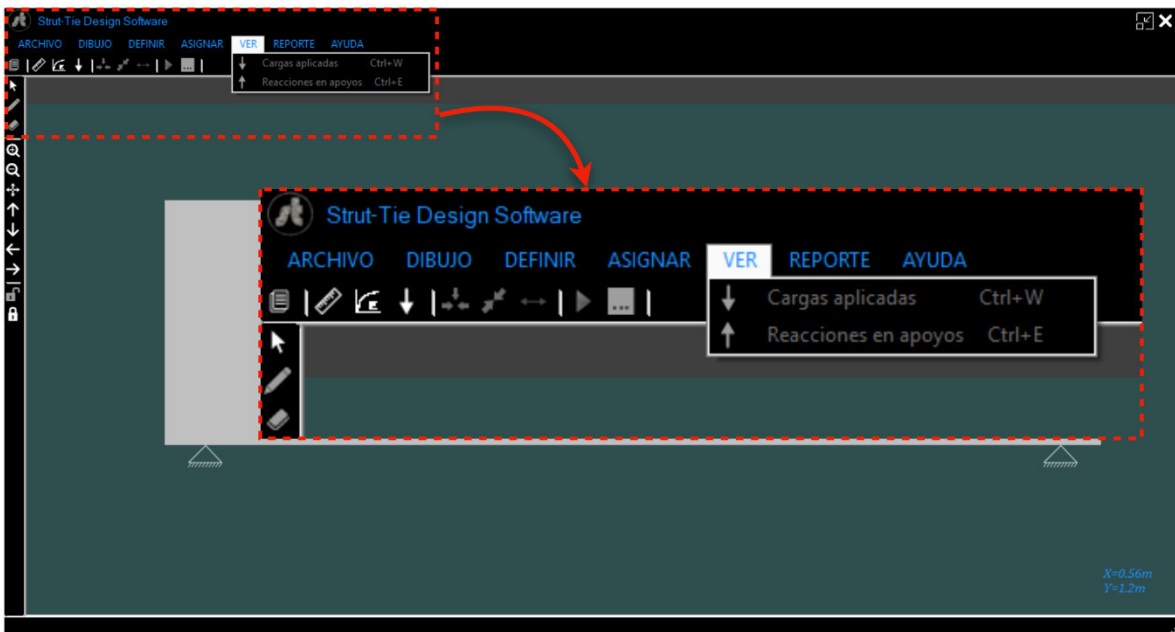 Strut-Tie Design Software
ARCHIVO DIBUJO DEFINIR ASIGNAR VER REPORTE AYUDA
Cargas aplicadas Ctrl+W
Reacciones en apoyos Ctrl+E
st Strut-Tie Design Software
ARCHIVO DIBUJO DEFINIR ASIGNAR VER REPORTE AYUDA
E ... Cargas aplicadas Ctrl+W
Reacciones en apoyos Ctrl+E
X=0.56m
Y=1.2m